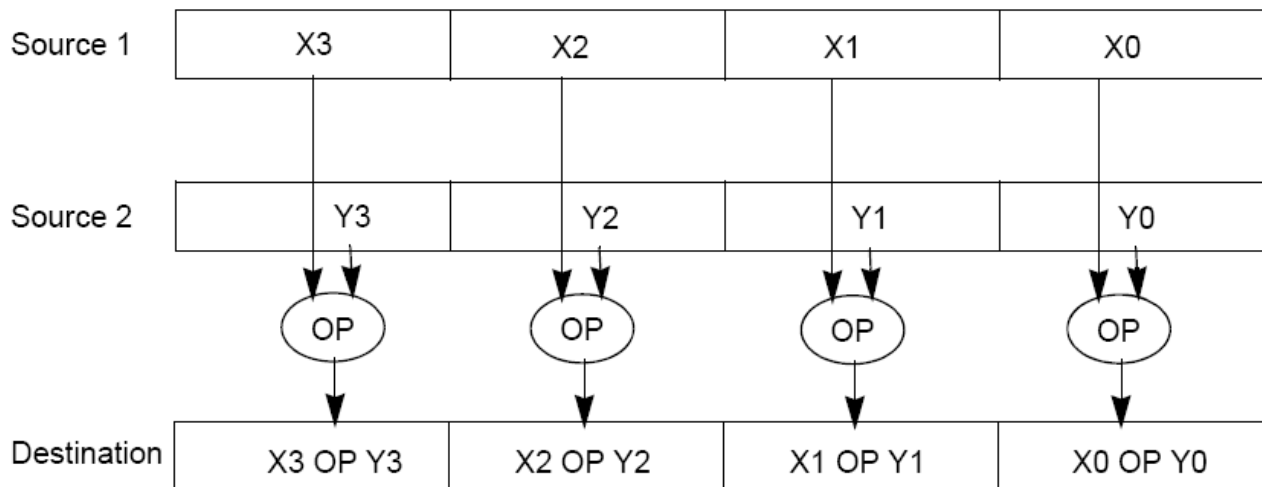 Source 1 X3 X2 X1 X0
Source 2 Y3 Y2 Y1 Y0
OP OP OP OP
Destination X3 OP Y3 X2 OP Y2 X1 OP Y1 X0 OP Y0